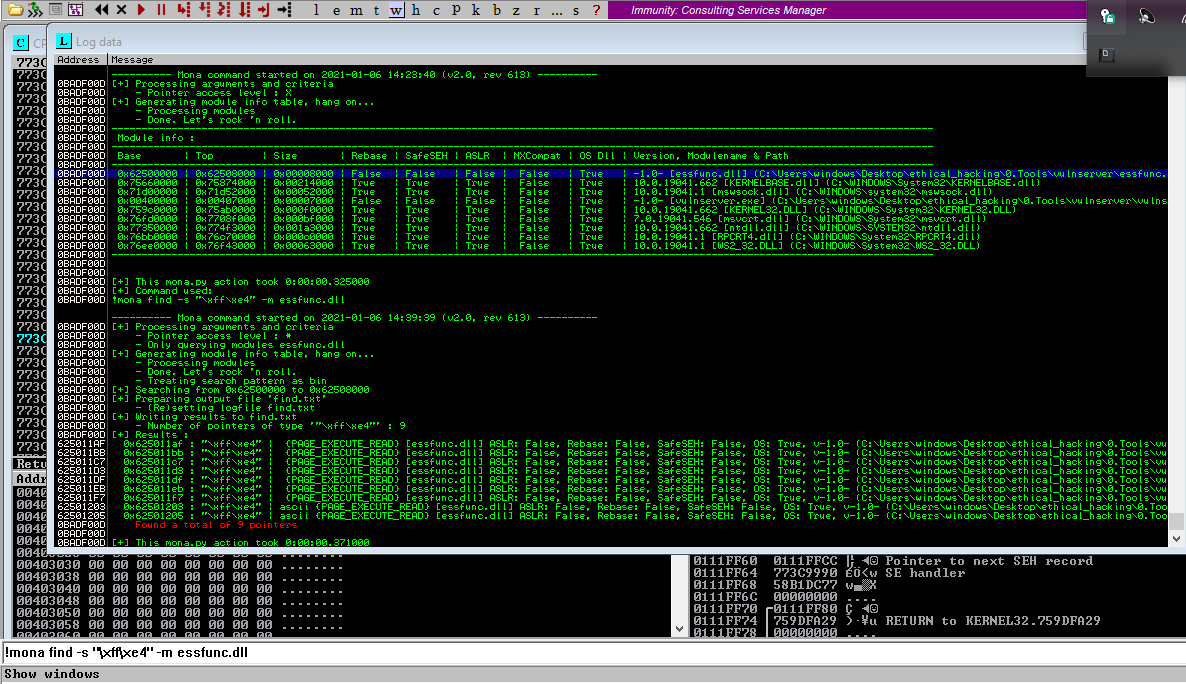 l e m t w h c P k b z r ... s ?
Immunity: Consulting Services Manager
C CP
L Log data
Address Message
---------- Mona command started on 2021-01-06 14:23:40 (v2.0, rev 613) ----------
0BADF00D [+] Processing arguments and criteria
0BADF00D - Pointer access level : X
0BADF00D [+] Generating module info table, hang on...
0BADF00D - Processing modules
0BADF00D - Done. Let's rock 'n roll.
0BADF00D
0BADF00D Module info :
0BADF00D
0BADF00D Base | Top | Size | Rebase | SafeSEH | ASLR | NXCompat | OS Dll | Version, Modulename & Path
0BADF00D
0BADF00D 0x62500000 | 0x62508000 | 0x00008000 | False | False | False | False | True | -1.0- [essfunc.dll] (C:\Users\windows\Desktop\ethical_hacking\0.Tools\vulnserver\essfunc.
0BADF00D 0x75660000 | 0x75874000 | 0x00214000 | True | True | True | False | True | 10.0.19041.662 [KERNELBASE.dll] (C:\WINDOWS\System32\KERNELBASE.dll)
0BADF00D 0x71d00000 | 0x71d52000 | 0x00052000 | True | True | True | False | True | 10.0.19041.1 [mswsock.dll] (C:\WINDOWS\system32\mswsock.dll)
0BADF00D 0x00400000 | 0x00407000 | 0x00007000 | False | False | False | False | True | -1.0- [vulnserver.exe] (C:\Users\windows\Desktop\ethical_hacking\0.Tools\vulnserver\vulns
0BADF00D 0x759c0000 | 0x75ab0000 | 0x000f0000 | True | True | True | False | True | 10.0.19041.662 [KERNEL32.DLL] (C:\WINDOWS\System32\KERNEL32.DLL)
0BADF00D 0x76fd0000 | 0x7708f000 | 0x000bf000 | True | True | True | False | True | 7.0.19041.546 [msvcrt.dll] (C:\WINDOWS\System32\msvcrt.dll)
0BADF00D 0x77350000 | 0x774f3000 | 0x001a3000 | True | True | True | False | True | 10.0.19041.662 [ntdll.dll] (C:\WINDOWS\SYSTEM32\ntdll.dll)
0BADF00D 0x76bb0000 | 0x76c70000 | 0x000c0000 | True | True | True | False | True | 10.0.19041.1 [RPCRT4.dll] (C:\WINDOWS\System32\RPCRT4.dll)
0BADF00D 0x76ee0000 | 0x76f43000 | 0x00063000 | True | True | True | False | True | 10.0.19041.1 [WS2_32.DLL] (C:\WINDOWS\System32\WS2_32.DLL)
0BADF00D
0BADF00D
0BADF00D
0BADF00D [+] This mona.py action took 0:00:00.325000
0BADF00D [+] Command used:
0BADF00D !mona find -s "\xff\xe4" -m essfunc.dll
---------- Mona command started on 2021-01-06 14:39:39 (v2.0, rev 613) ----------
0BADF00D [+] Processing arguments and criteria
0BADF00D - Pointer access level : *
0BADF00D - Only querying modules essfunc.dll
0BADF00D [+] Generating module info table, hang on...
0BADF00D - Processing modules
0BADF00D - Done. Let's rock 'n roll.
0BADF00D - Treating search pattern as bin
0BADF00D [+] Searching from 0x62500000 to 0x62508000
0BADF00D [+] Preparing output file 'find.txt'
0BADF00D - (Re)setting logfile find.txt
0BADF00D [+] Writing results to find.txt
0BADF00D - Number of pointers of type '"\xff\xe4"' : 9
0BADF00D [+] Results :
625011AF 0x625011af : "\xff\xe4" | {PAGE_EXECUTE_READ} [essfunc.dll] ASLR: False, Rebase: False, SafeSEH: False, OS: True, v-1.0- (C:\Users\windows\Desktop\ethical_hacking\0.Tools\vu
625011BB 0x625011bb : "\xff\xe4" | {PAGE_EXECUTE_READ} [essfunc.dll] ASLR: False, Rebase: False, SafeSEH: False, OS: True, v-1.0- (C:\Users\windows\Desktop\ethical_hacking\0.Tools\vu
625011C7 0x625011c7 : "\xff\xe4" | {PAGE_EXECUTE_READ} [essfunc.dll] ASLR: False, Rebase: False, SafeSEH: False, OS: True, v-1.0- (C:\Users\windows\Desktop\ethical_hacking\0.Tools\vu
625011D3 0x625011d3 : "\xff\xe4" | {PAGE_EXECUTE_READ} [essfunc.dll] ASLR: False, Rebase: False, SafeSEH: False, OS: True, v-1.0- (C:\Users\windows\Desktop\ethical_hacking\0.Tools\vu
625011DF 0x625011df : "\xff\xe4" | {PAGE_EXECUTE_READ} [essfunc.dll] ASLR: False, Rebase: False, SafeSEH: False, OS: True, v-1.0- (C:\Users\windows\Desktop\ethical_hacking\0.Tools\vu
625011EB 0x625011eb : "\xff\xe4" | {PAGE_EXECUTE_READ} [essfunc.dll] ASLR: False, Rebase: False, SafeSEH: False, OS: True, v-1.0- (C:\Users\windows\Desktop\ethical_hacking\0.Tools\vu
625011F7 0x625011f7 : "\xff\xe4" | {PAGE_EXECUTE_READ} [essfunc.dll] ASLR: False, Rebase: False, SafeSEH: False, OS: True, v-1.0- (C:\Users\windows\Desktop\ethical_hacking\0.Tools\vu
62501203 0x62501203 : "\xff\xe4" | ascii {PAGE_EXECUTE_READ} [essfunc.dll] ASLR: False, Rebase: False, SafeSEH: False, OS: True, v-1.0- (C:\Users\windows\Desktop\ethical_hacking\0.Too
62501205 0x62501205 : "\xff\xe4" | ascii {PAGE_EXECUTE_READ} [essfunc.dll] ASLR: False, Rebase: False, SafeSEH: False, OS: True, v-1.0- (C:\Users\windows\Desktop\ethical_hacking\0.Too
0BADF00D Found a total of 9 pointers
0BADF00D
0BADF00D [+] This mona.py action took 0:00:00.371000
Retu
Addr
00403030 00 00 00 00 00 00 00 00 ........
00403038 00 00 00 00 00 00 00 00 ........
00403040 00 00 00 00 00 00 00 00 ........
00403048 00 00 00 00 00 00 00 00 ........
00403050 00 00 00 00 00 00 00 00 ........
00403058 00 00 00 00 00 00 00 00 ........
00403060 00 00 00 00 00 00 00 00 ........
0111FF60 0111FFCC Pointer to next SEH record
0111FF64 773C9990 SE handler
0111FF68 58B1DC77
0111FF6C 00000000 ....
0111FF70 0111FF80
0111FF74 759DFA29 RETURN to KERNEL32.759DFA29
0111FF78 00000000 ....
!mona find -s "\xff\xe4" -m essfunc.dll
Show windows